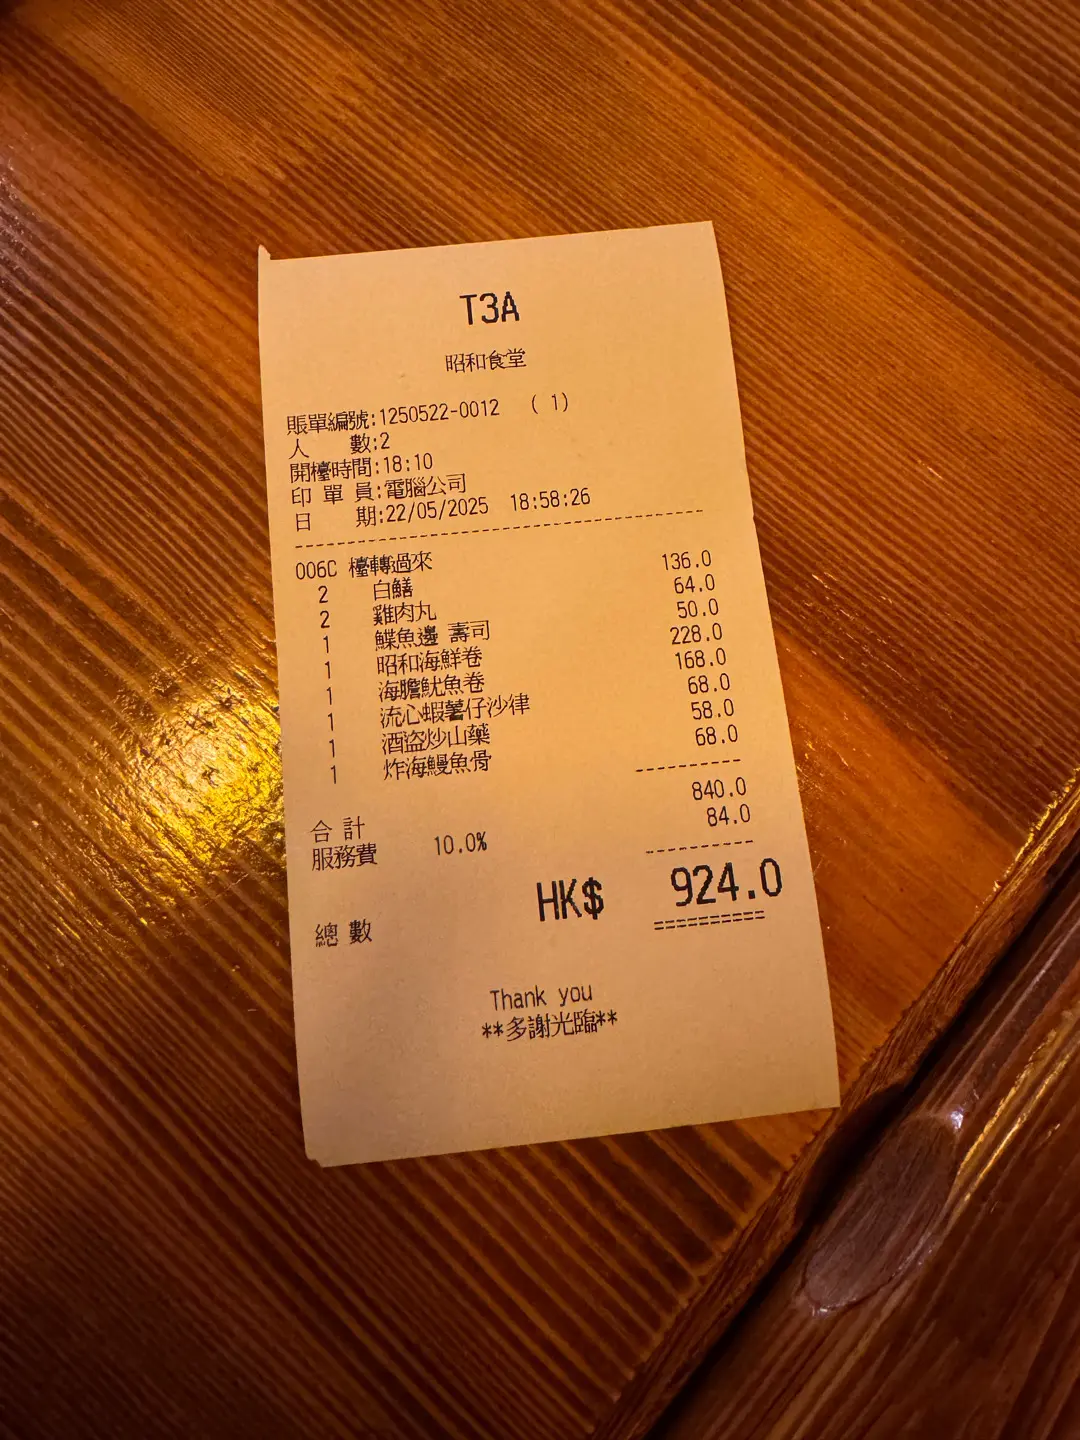 T3A
昭和食堂
賬單編號:1250522-0012 ( 1)
人 數:2
開檯時間:18:10
印 單 員:電腦公司
日 期:22/05/2025 18:58:26
006C 檯轉過來
2 白鱔 136.0
2 雞肉丸 64.0
1 鰈魚邊 壽司 50.0
1 昭和海鮮卷 228.0
1 海膽魷魚卷 168.0
1 流心蝦薯仔沙律 68.0
1 酒盜炒山藥 58.0
1 炸海鰻魚骨 68.0
合 計 840.0
服務費 10.0% 84.0
總 數 HK$ 924.0
Thank you
**多謝光臨**